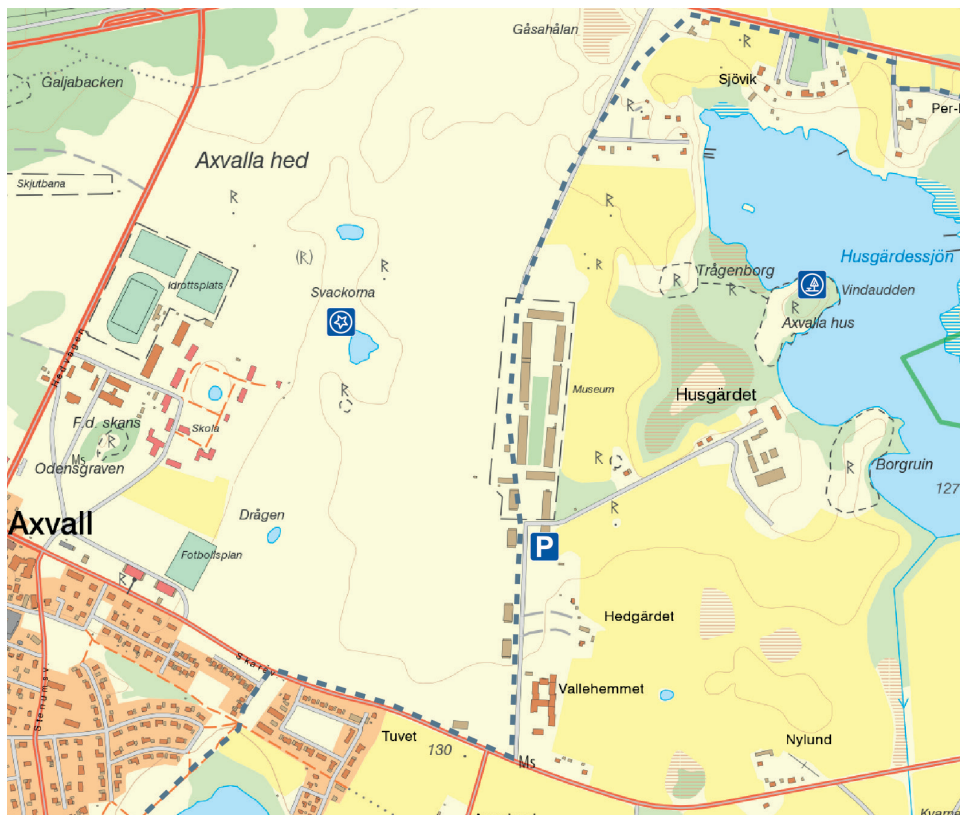 Gåsahålan
Sjövik
Galjabacken
Per-
Axvalla hed
Skjutbana
R
R
R
R
(R)
R
Idrottsplats
Svackorna
R
Trågenborg
R
R
Husgärdessjön
Vindaudden
R
Axvalla hus
Hedvägen
Museum
Husgärdet
R
F.d. skans
R
Skola
Ms
Odensgraven
R
Borgruin
R
127
Axvall
Drågen
R
P
Fotbollsplan
R
Hedgärdet
Skarav
Vallehemmet
Stenumsv
Tuvet
130
Nylund
Ms